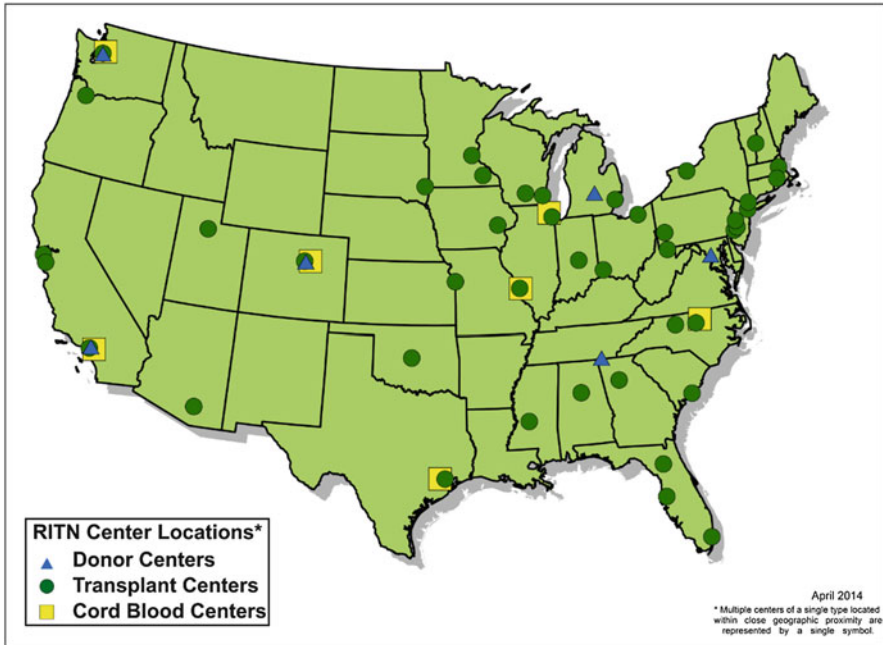 RITN Center Locations*
Donor Centers
Transplant Centers
Cord Blood Centers
April 2014
* Multiple centers of a single type located
within close geographic proximity are
represented by a single symbol.